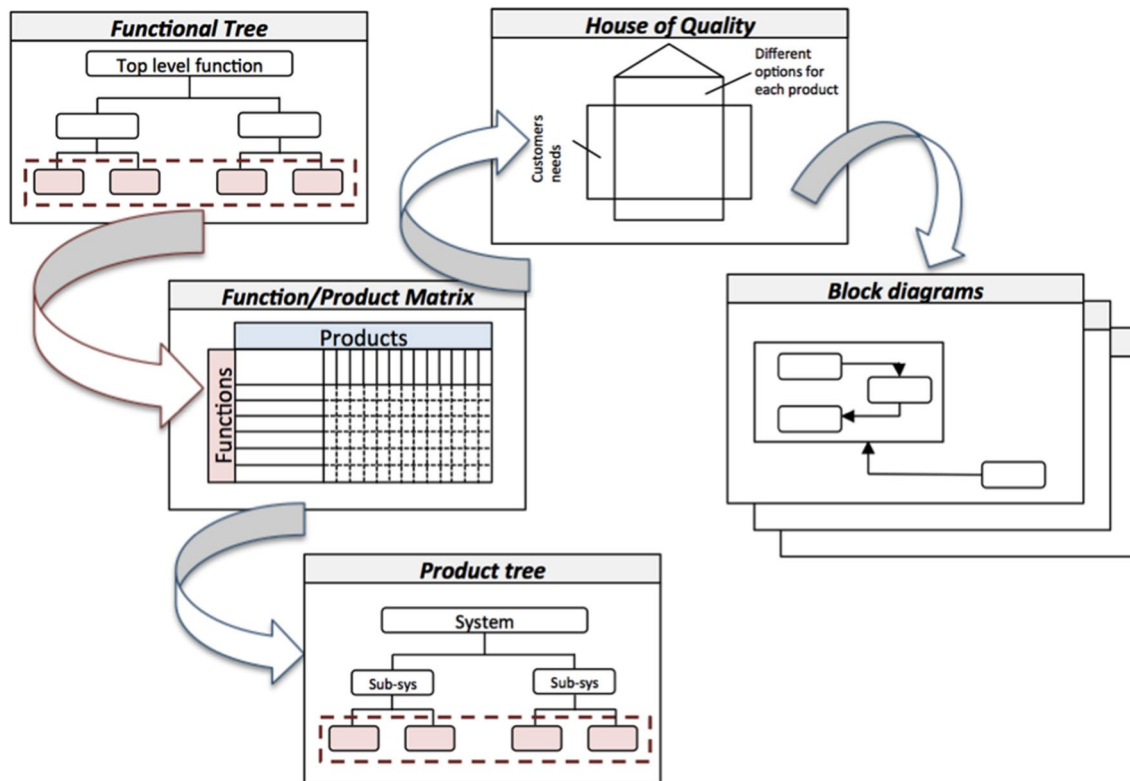 Functional Tree
Top level function
House of Quality
Different
options for
each product
Customers
needs
Function/Product Matrix
Products
Functions
Block diagrams
Product tree
System
Sub-sys
Sub-sys